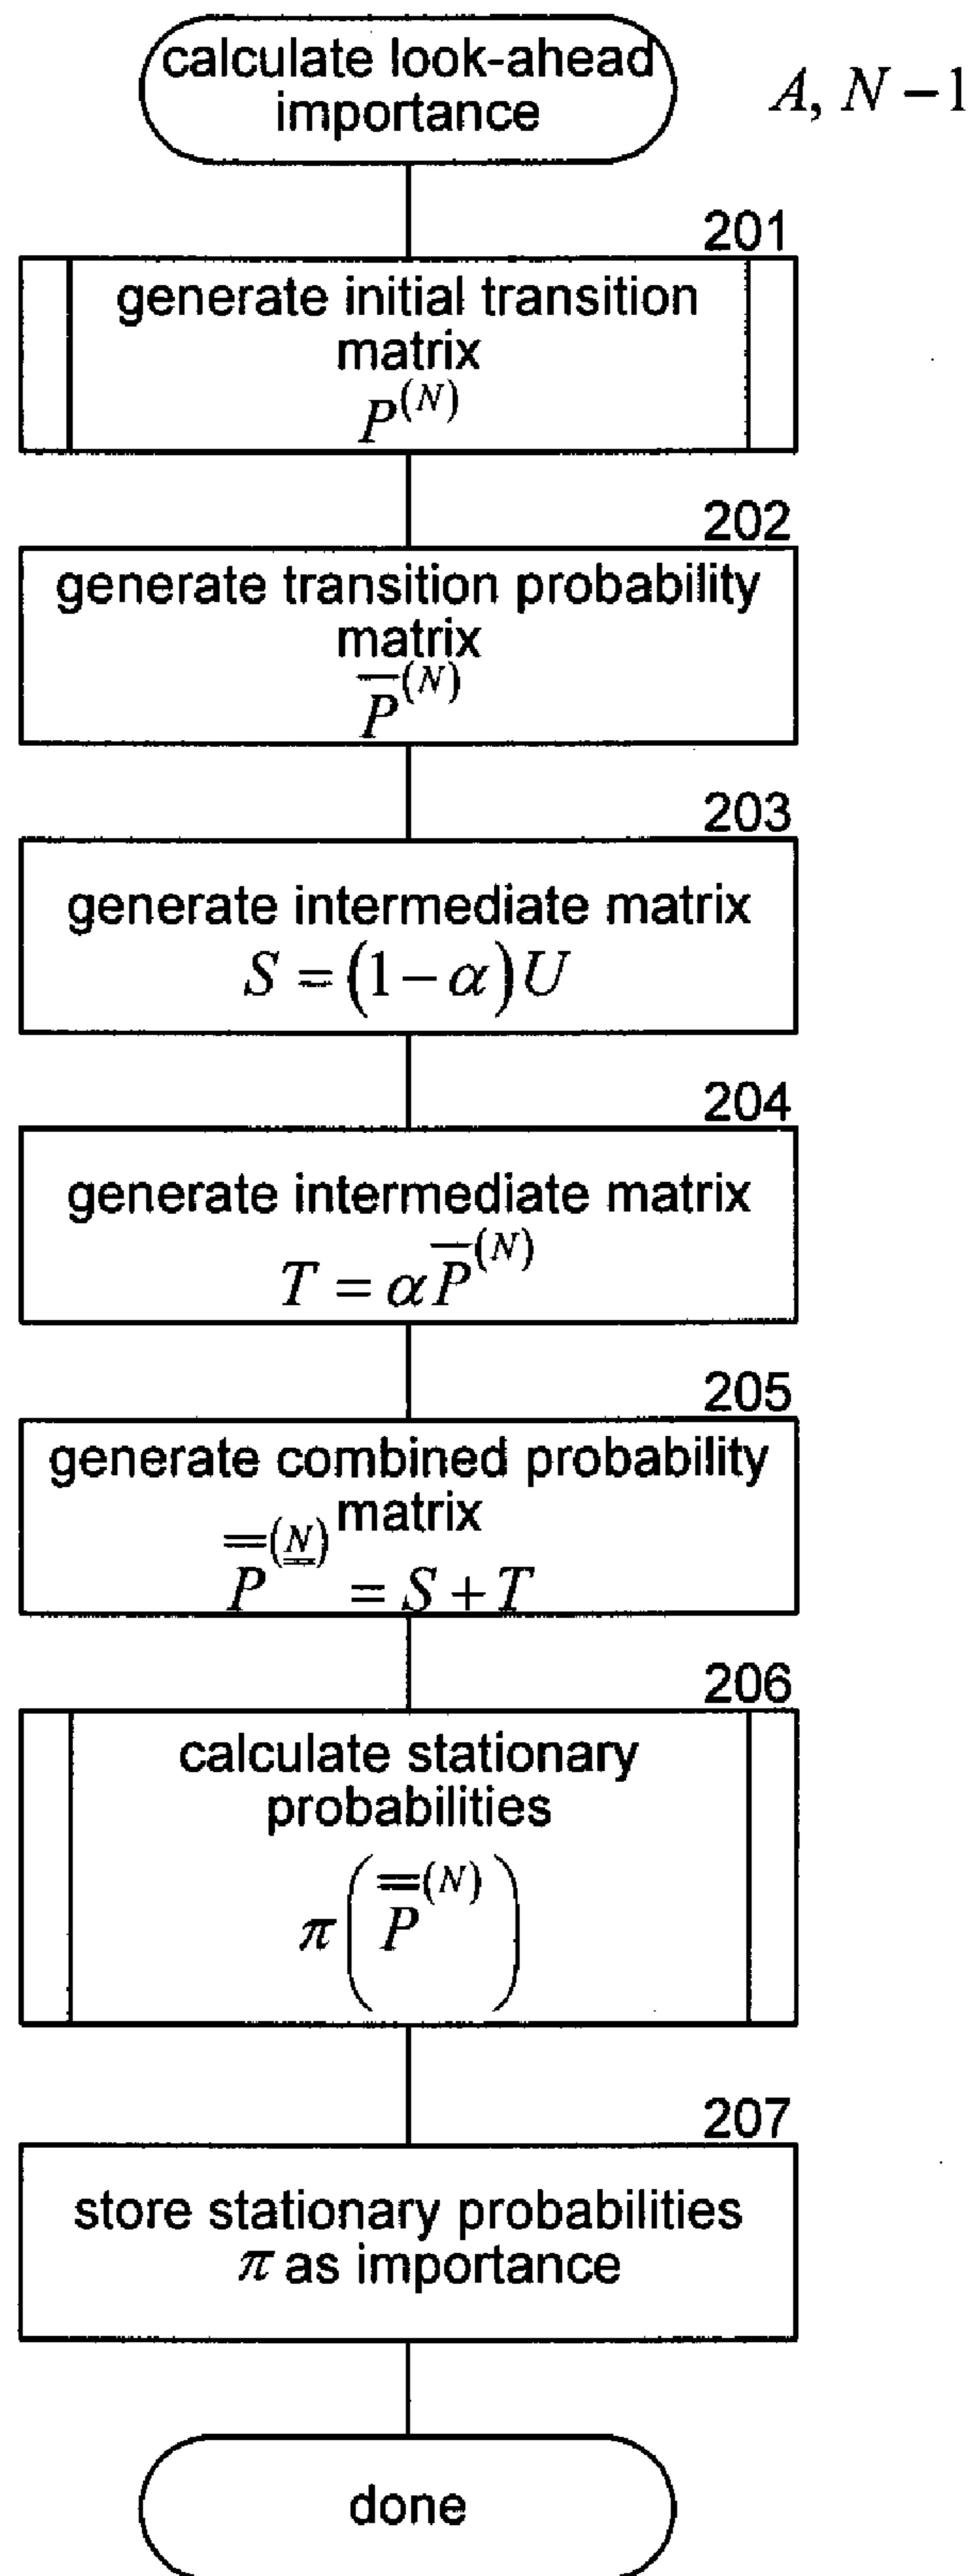 calculate look-ahead
importance
A, N − 1
201
generate initial transition
matrix
P^(N)
202
generate transition probability
matrix
P̅^(N)
203
generate intermediate matrix
S = (1 − α) U
204
generate intermediate matrix
T = α P̅^(N)
205
generate combined probability
matrix
P̿^(N) = S + T
206
calculate stationary
probabilities
π ( P̿^(N) )
207
store stationary probabilities
π as importance
done